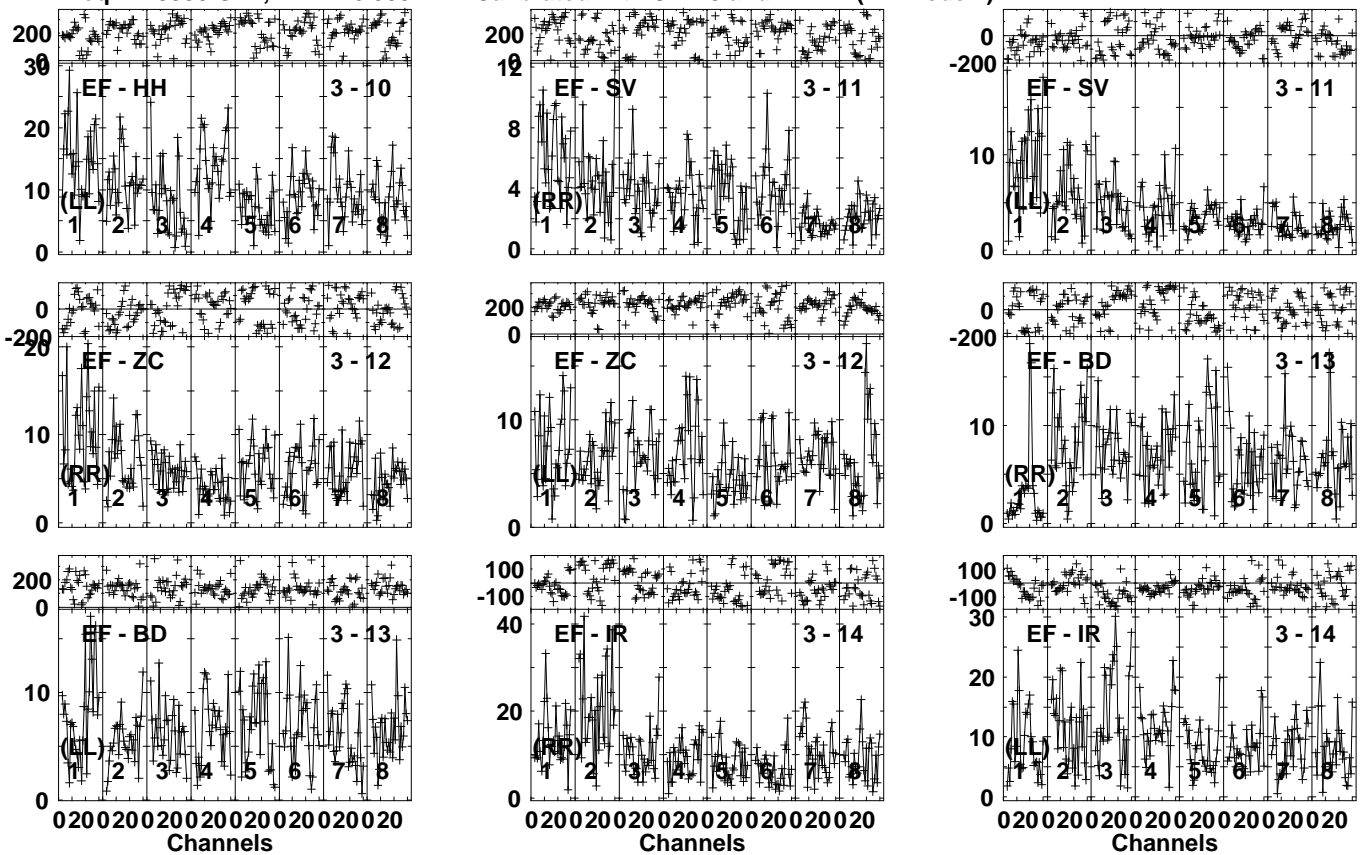 200 200 0
0 0 -200
30 EF - HH 3 - 10 12 EF - SV 3 - 11 EF - SV 3 - 11
20 8
10 4 10
(LL) (RR) (LL)
1 2 3 4 5 6 7 8 1 2 3 4 5 6 7 8 1 2 3 4 5 6 7 8
0 0 0
0 200 0
-200 0 -200
20 EF - ZC 3 - 12 EF - ZC 3 - 12 EF - BD 3 - 13
10 10 10
(RR) (LL) (RR)
1 2 3 4 5 6 7 8 1 2 3 4 5 6 7 8 1 2 3 4 5 6 7 8
0 0 0
200 100 100
0 -100 -100
EF - BD 3 - 13 40 EF - IR 3 - 14 30 EF - IR 3 - 14
10 20 20
10
(LL) (RR) (LL)
1 2 3 4 5 6 7 8 1 2 3 4 5 6 7 8 1 2 3 4 5 6 7 8
0 0 0
0 20 0 20 0 20 0 20 0 20 0 20 0 20 0 20 0 20 0 20 0 20 0 20 0 20 0 20 0 20 0 20 0 20 0 20 0 20 0 20 0 20 0 20 0 20 0 20
Channels Channels Channels